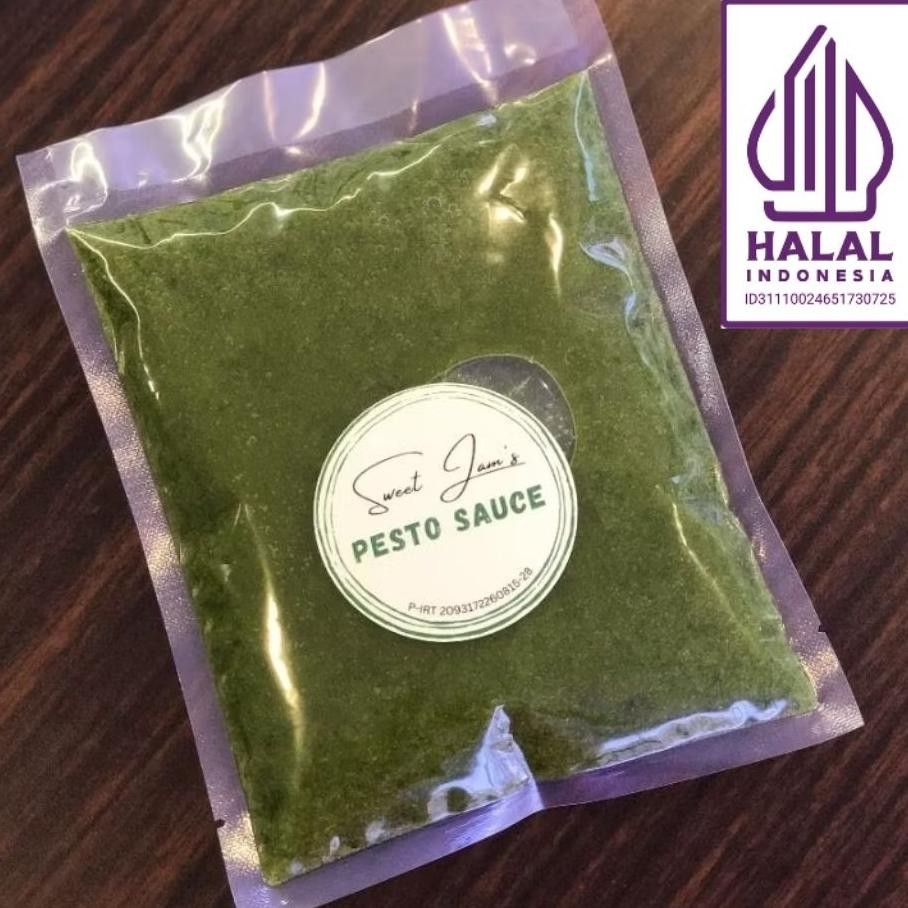 HALAL
INDONESIA
ID31110024651730725
Sweet Jam's
PESTO SAUCE
P-IRT 2093172260815-28